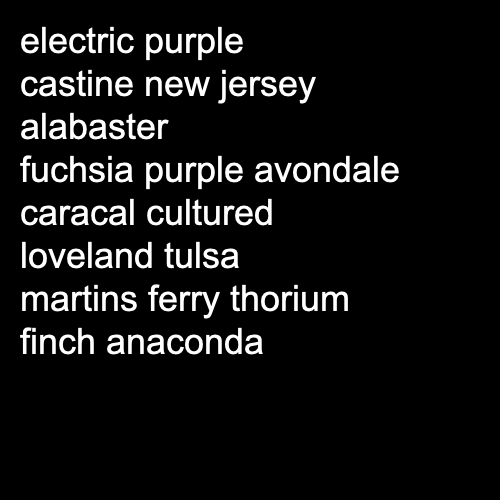 electric purple
castine new jersey
alabaster
fuchsia purple avondale
caracal cultured
loveland tulsa
martins ferry thorium
finch anaconda